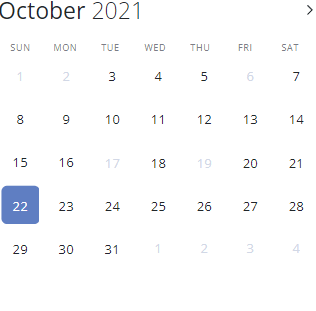 October 2021
SUN MON TUE WED THU FRI SAT
1 2 3 4 5 6 7
8 9 10 11 12 13 14
15 16 17 18 19 20 21
22 23 24 25 26 27 28
29 30 31 1 2 3 4